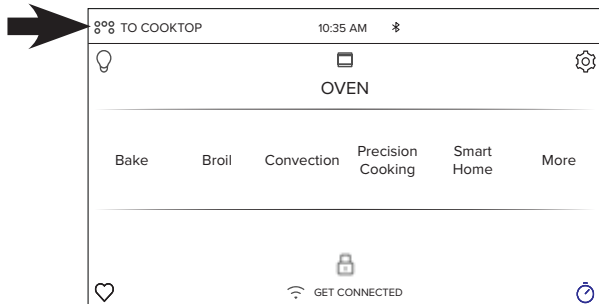 TO COOKTOP 10:35 AM
OVEN
Bake Broil Convection Precision Cooking Smart Home More
GET CONNECTED